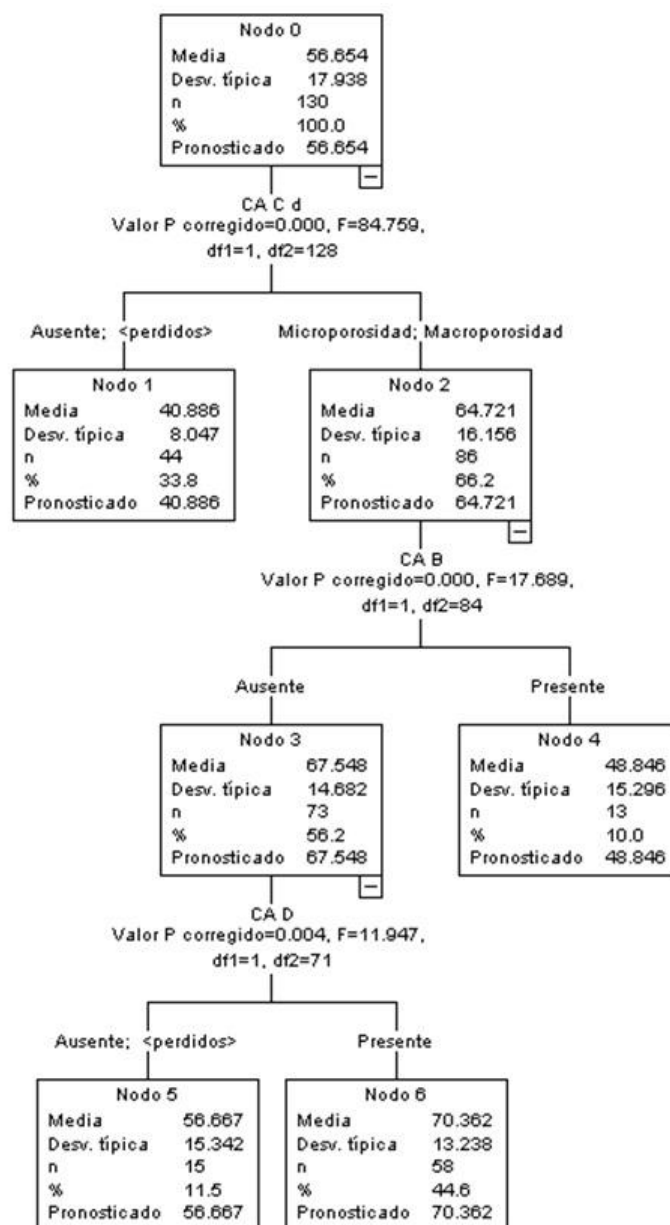 Nodo 0
Media 56.654
Desv. típica 17.938
n 130
% 100.0
Pronosticado 56.654
CA C d
Valor P corregido=0.000, F=84.759,
df1=1, df2=128
Ausente; <perdidos>
Microporosidad; Macroporosidad
Nodo 1
Media 40.886
Desv. típica 8.047
n 44
% 33.8
Pronosticado 40.886
Nodo 2
Media 64.721
Desv. típica 16.156
n 86
% 66.2
Pronosticado 64.721
CA B
Valor P corregido=0.000, F=17.689,
df1=1, df2=84
Ausente
Presente
Nodo 3
Media 67.548
Desv. típica 14.682
n 73
% 56.2
Pronosticado 67.548
Nodo 4
Media 48.846
Desv. típica 15.296
n 13
% 10.0
Pronosticado 48.846
CA D
Valor P corregido=0.004, F=11.947,
df1=1, df2=71
Ausente; <perdidos>
Presente
Nodo 5
Media 56.667
Desv. típica 15.342
n 15
% 11.5
Pronosticado 56.667
Nodo 6
Media 70.362
Desv. típica 13.238
n 58
% 44.6
Pronosticado 70.362